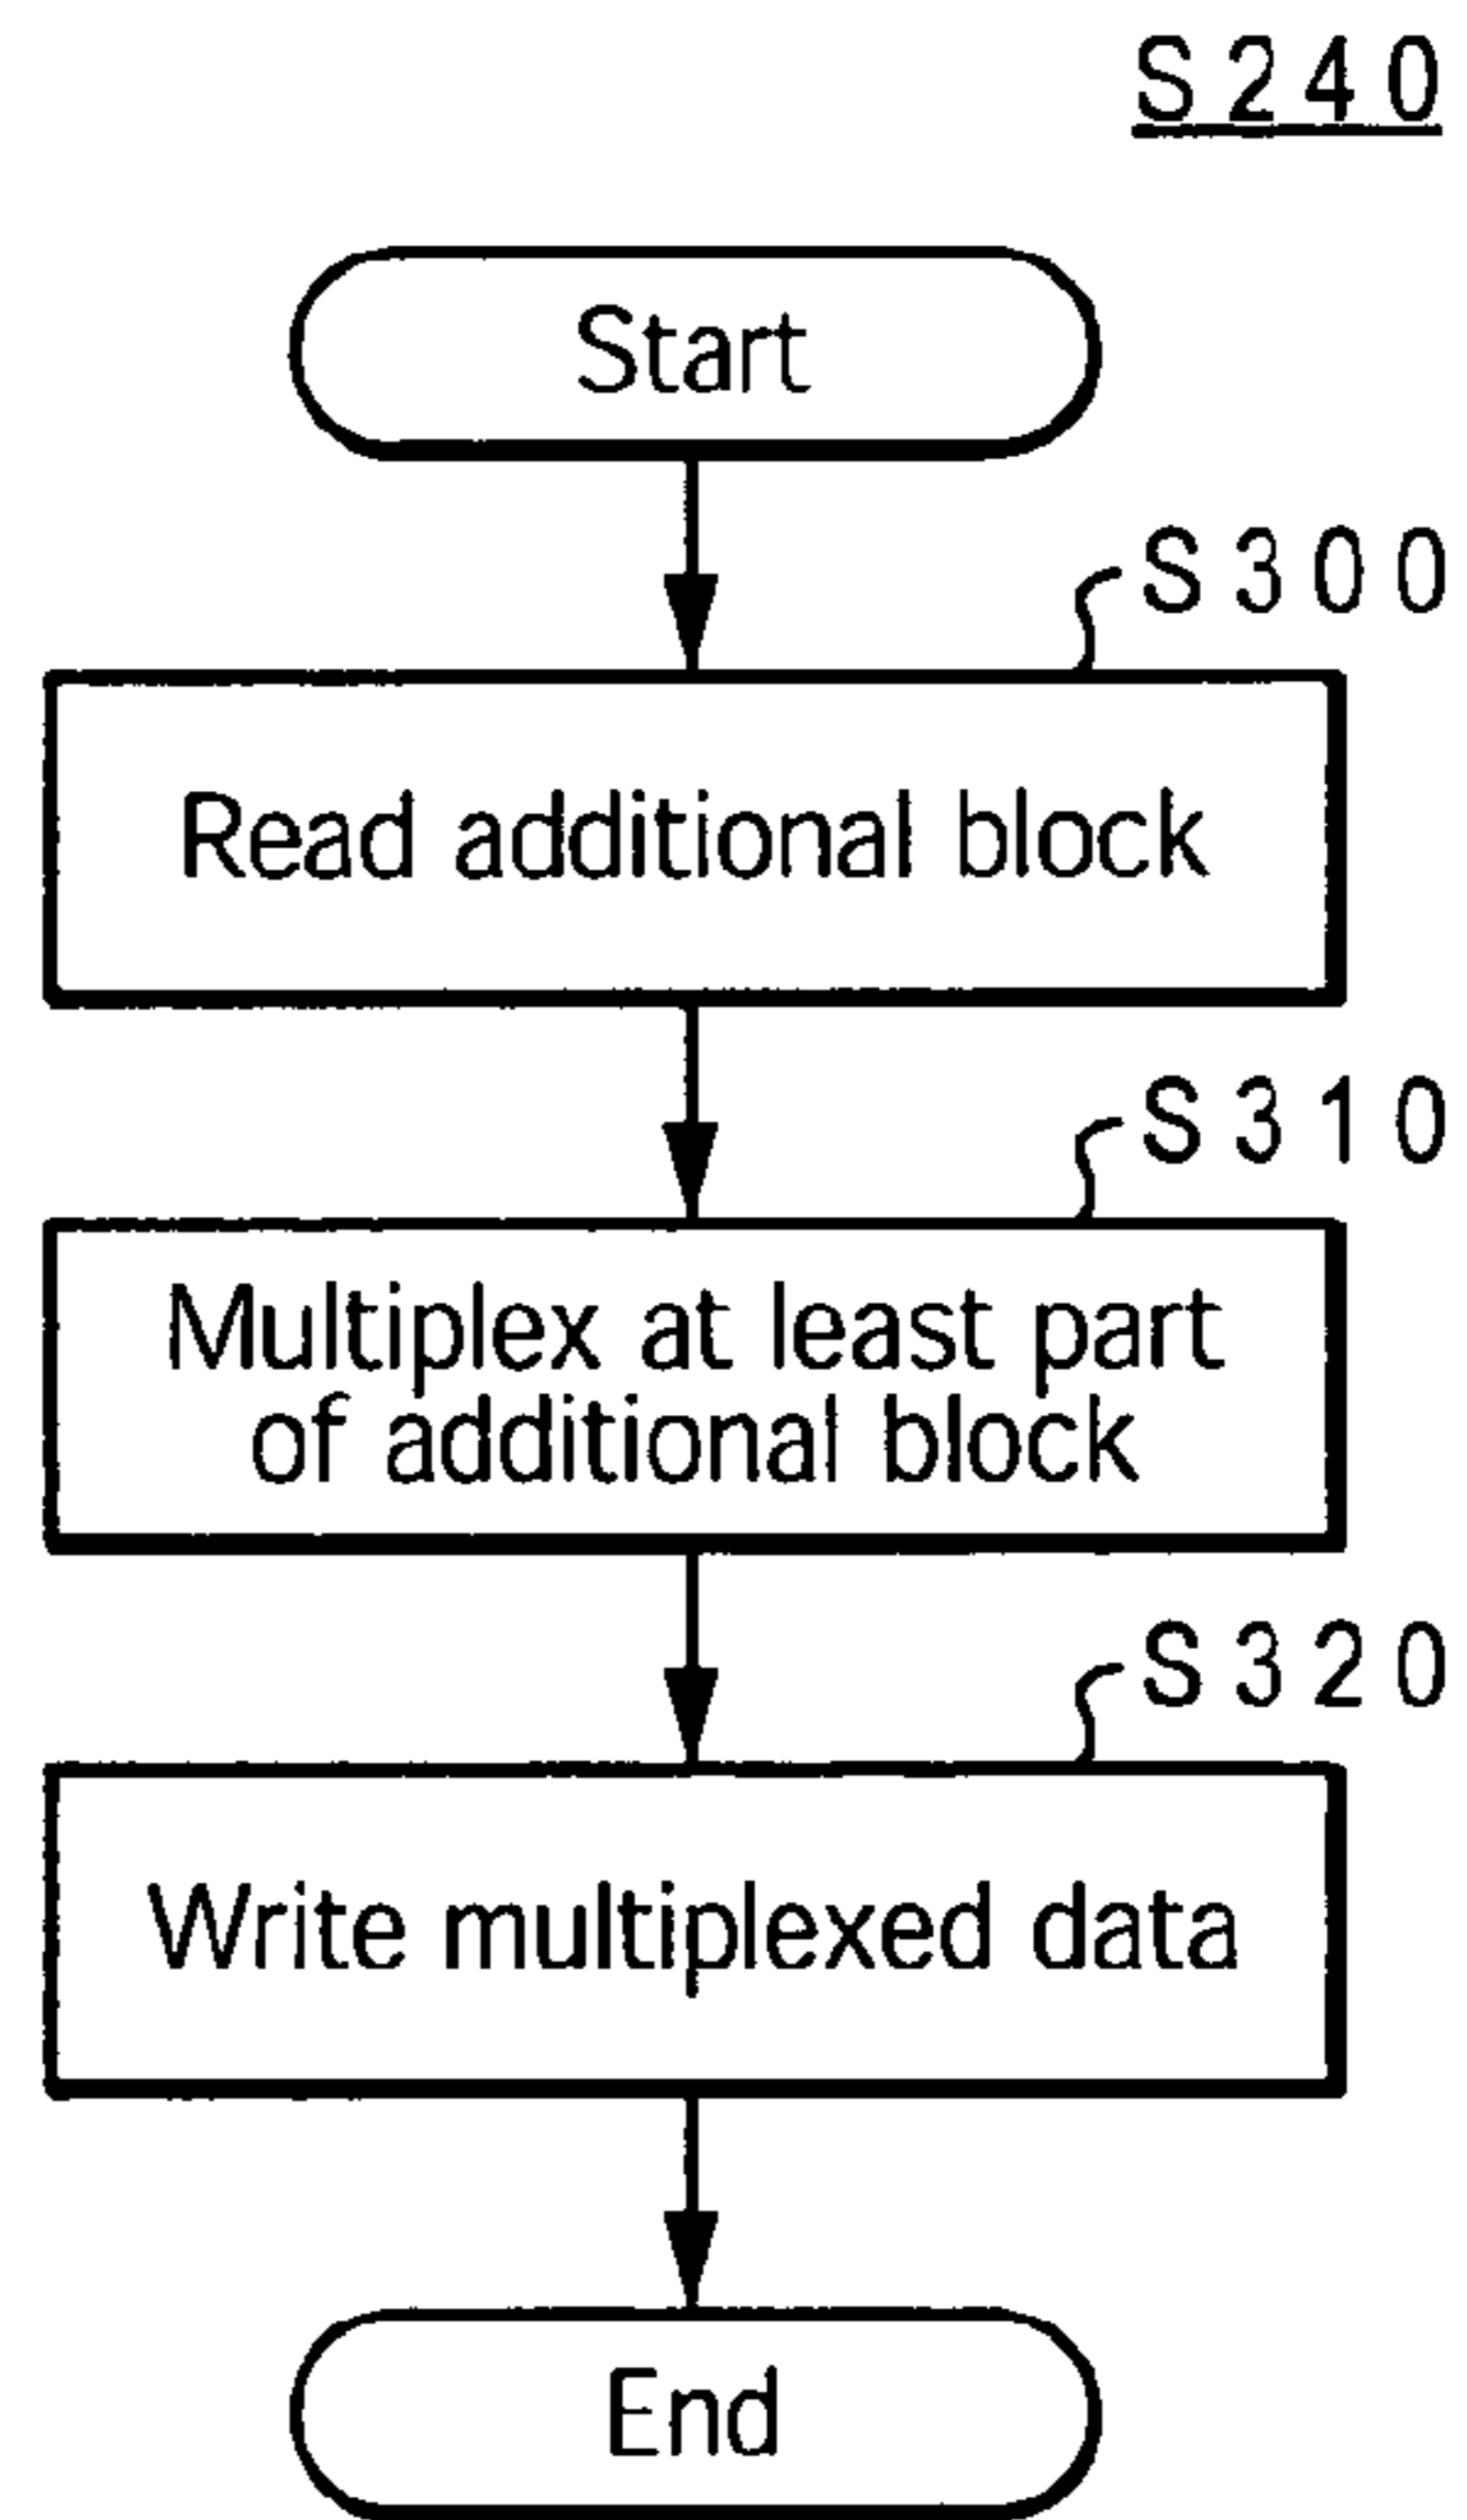 S240
Start
S300
Read additional block
S310
Multiplex at least part
of additional block
S320
Write multiplexed data
End